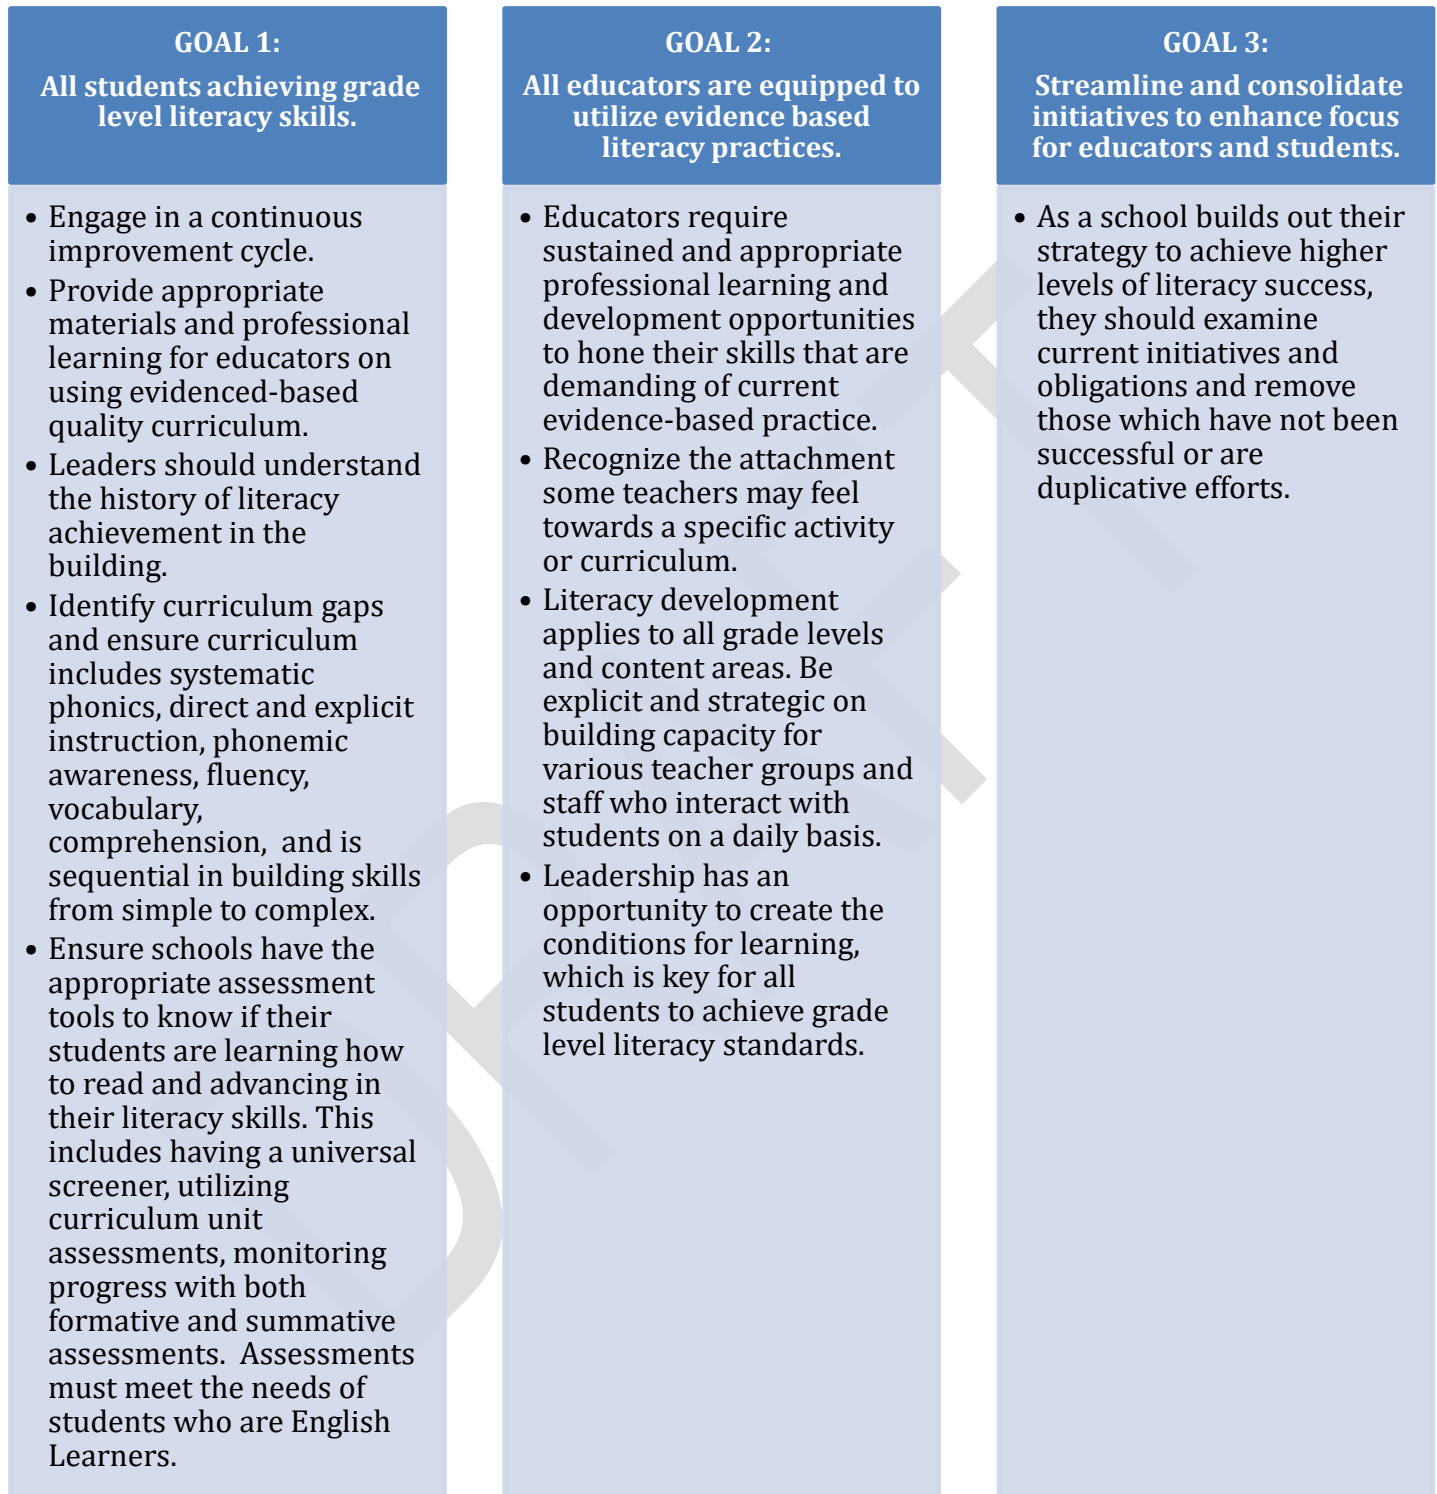 GOAL 1:
All students achieving grade
level literacy skills.
• Engage in a continuous
improvement cycle.
• Provide appropriate
materials and professional
learning for educators on
using evidenced-based
quality curriculum.
• Leaders should understand
the history of literacy
achievement in the
building.
• Identify curriculum gaps
and ensure curriculum
includes systematic
phonics, direct and explicit
instruction, phonemic
awareness, fluency,
vocabulary,
comprehension,  and is
sequential in building skills
from simple to complex.
• Ensure schools have the
appropriate assessment
tools to know if their
students are learning how
to read and advancing in
their literacy skills. This
includes having a universal
screener, utilizing
curriculum unit
assessments, monitoring
progress with both
formative and summative
assessments.  Assessments
must meet the needs of
students who are English
Learners.
GOAL 2:
All educators are equipped to
utilize evidence based
literacy practices.
• Educators require
sustained and appropriate
professional learning and
development opportunities
to hone their skills that are
demanding of current
evidence-based practice.
• Recognize the attachment
some teachers may feel
towards a specific activity
or curriculum.
• Literacy development
applies to all grade levels
and content areas. Be
explicit and strategic on
building capacity for
various teacher groups and
staff who interact with
students on a daily basis.
• Leadership has an
opportunity to create the
conditions for learning,
which is key for all
students to achieve grade
level literacy standards.
GOAL 3:
Streamline and consolidate
initiatives to enhance focus
for educators and students.
• As a school builds out their
strategy to achieve higher
levels of literacy success,
they should examine
current initiatives and
obligations and remove
those which have not been
successful or are
duplicative efforts.
DRAFT